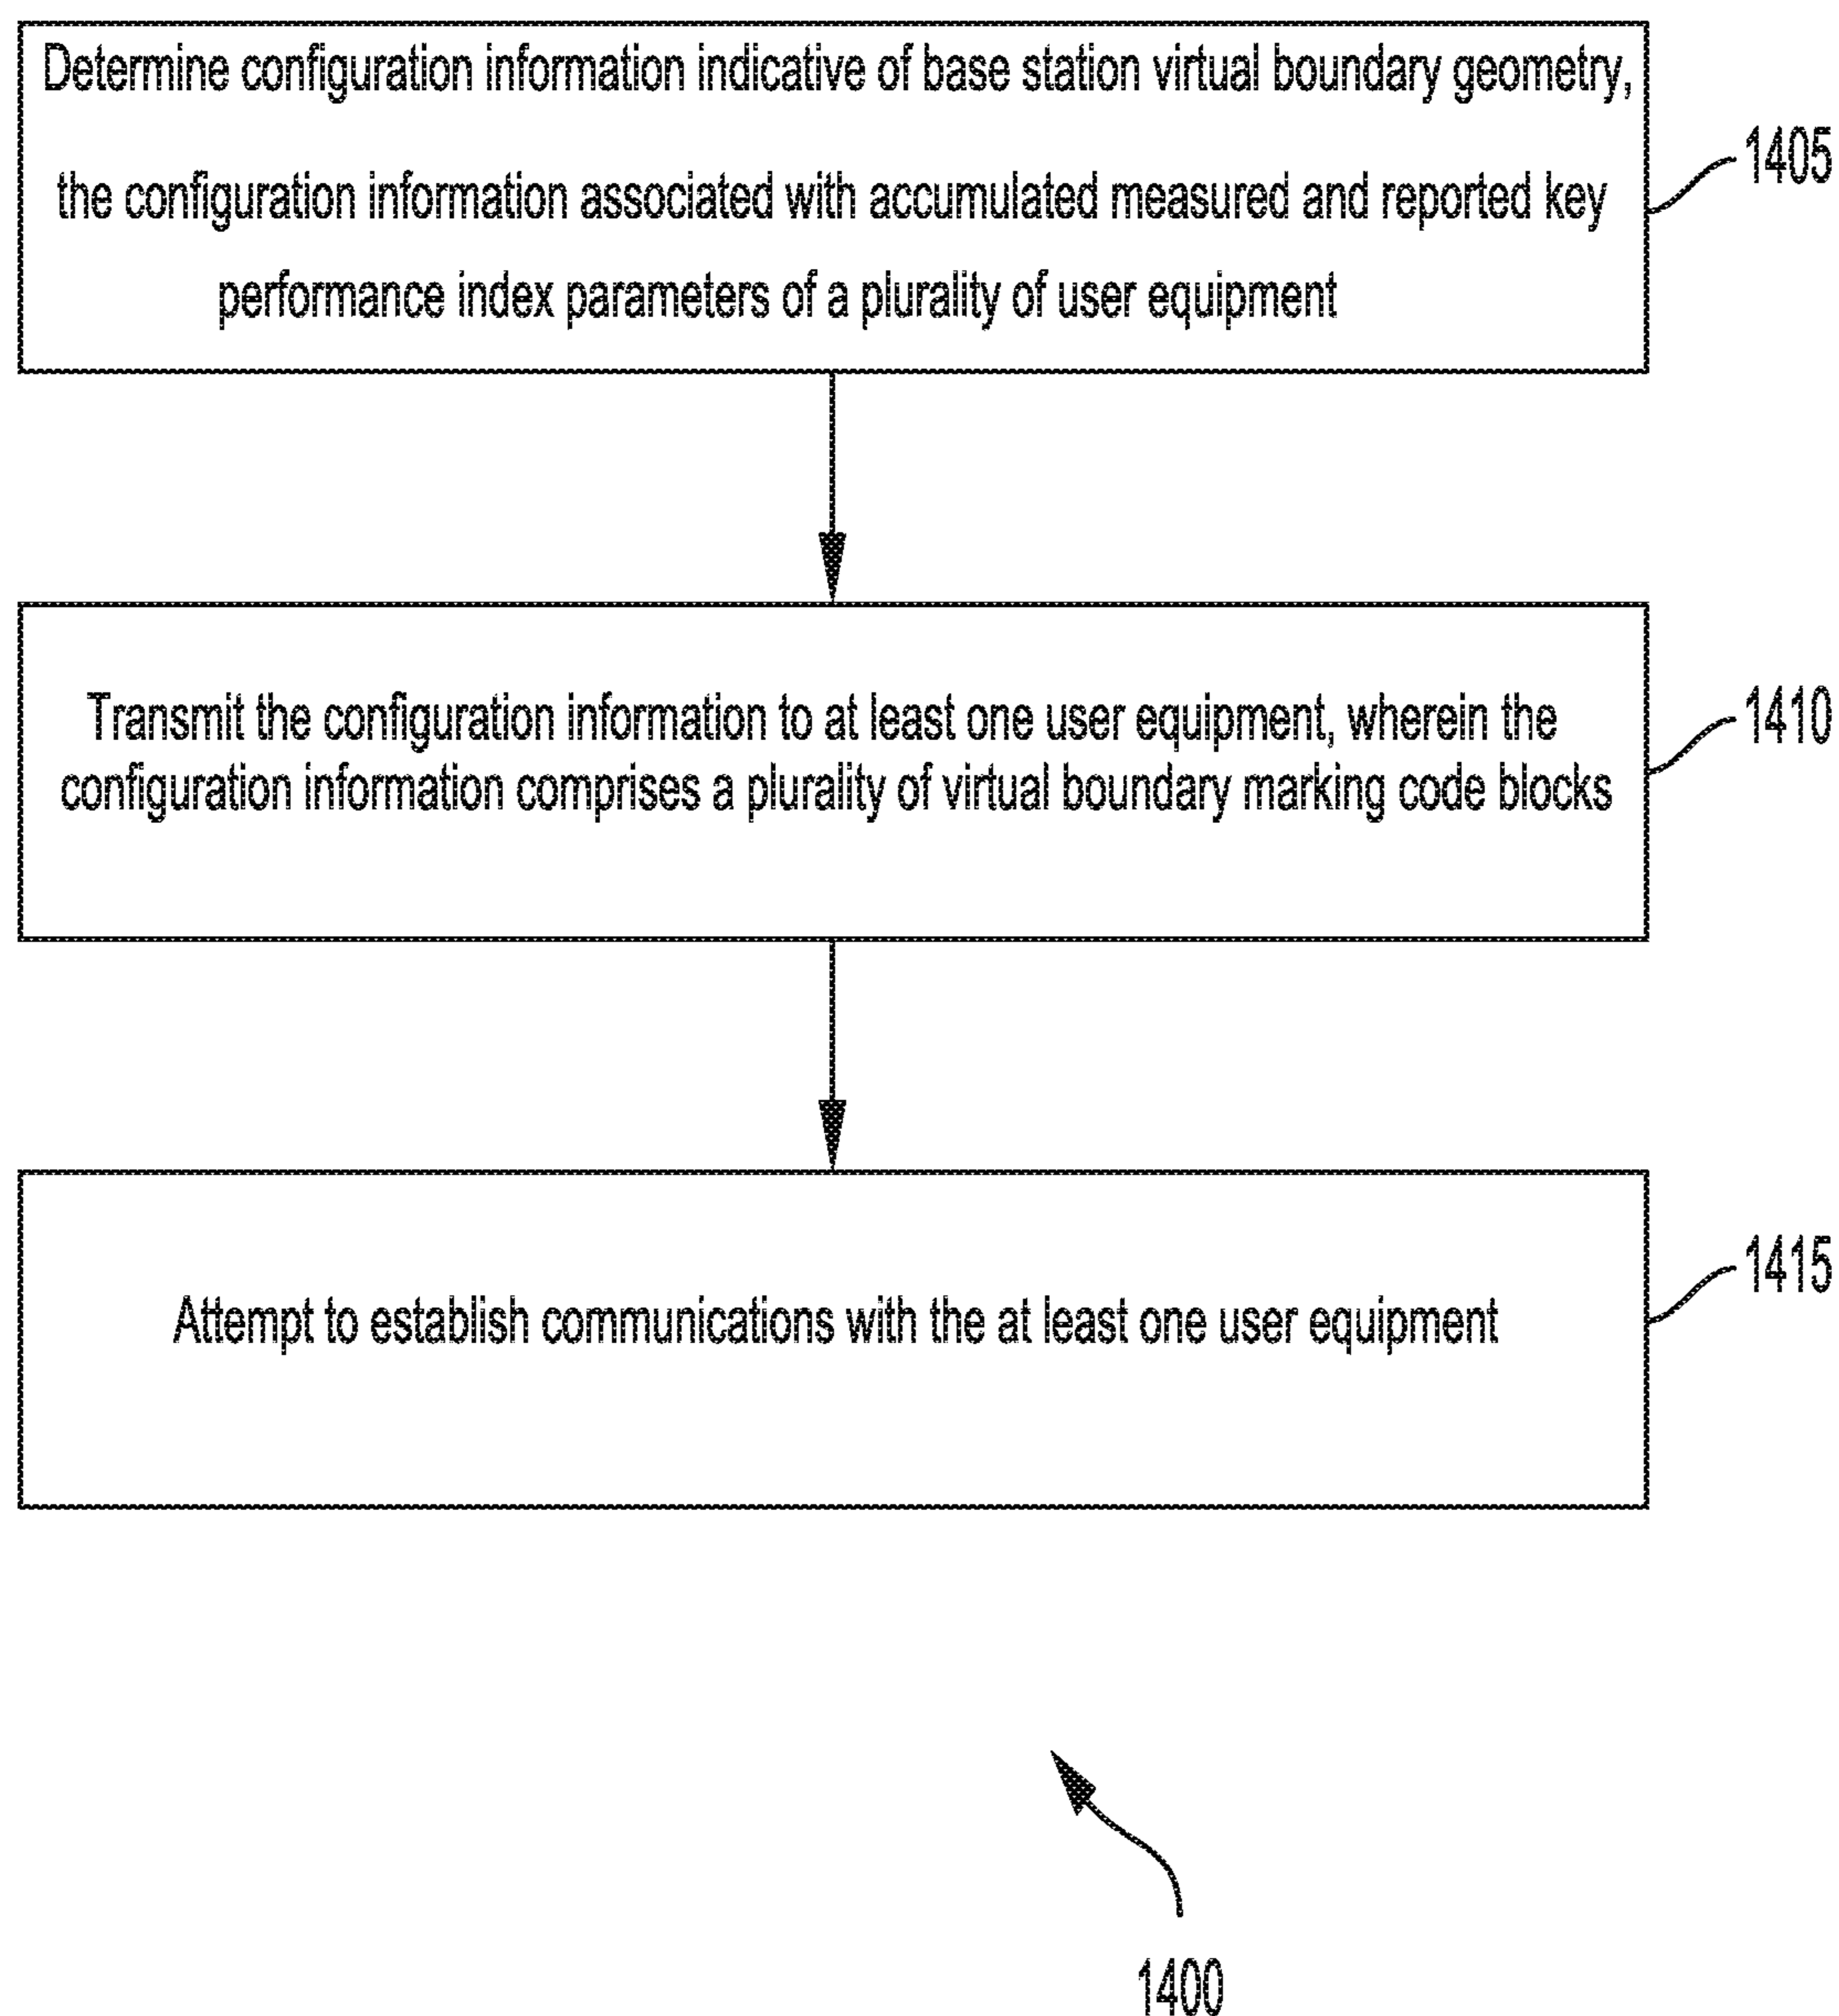 Determine configuration information indicative of base station virtual boundary geometry,
the configuration information associated with accumulated measured and reported key
performance index parameters of a plurality of user equipment
1405
Transmit the configuration information to at least one user equipment, wherein the
configuration information comprises a plurality of virtual boundary marking code blocks
1410
Attempt to establish communications with the at least one user equipment
1415
1400